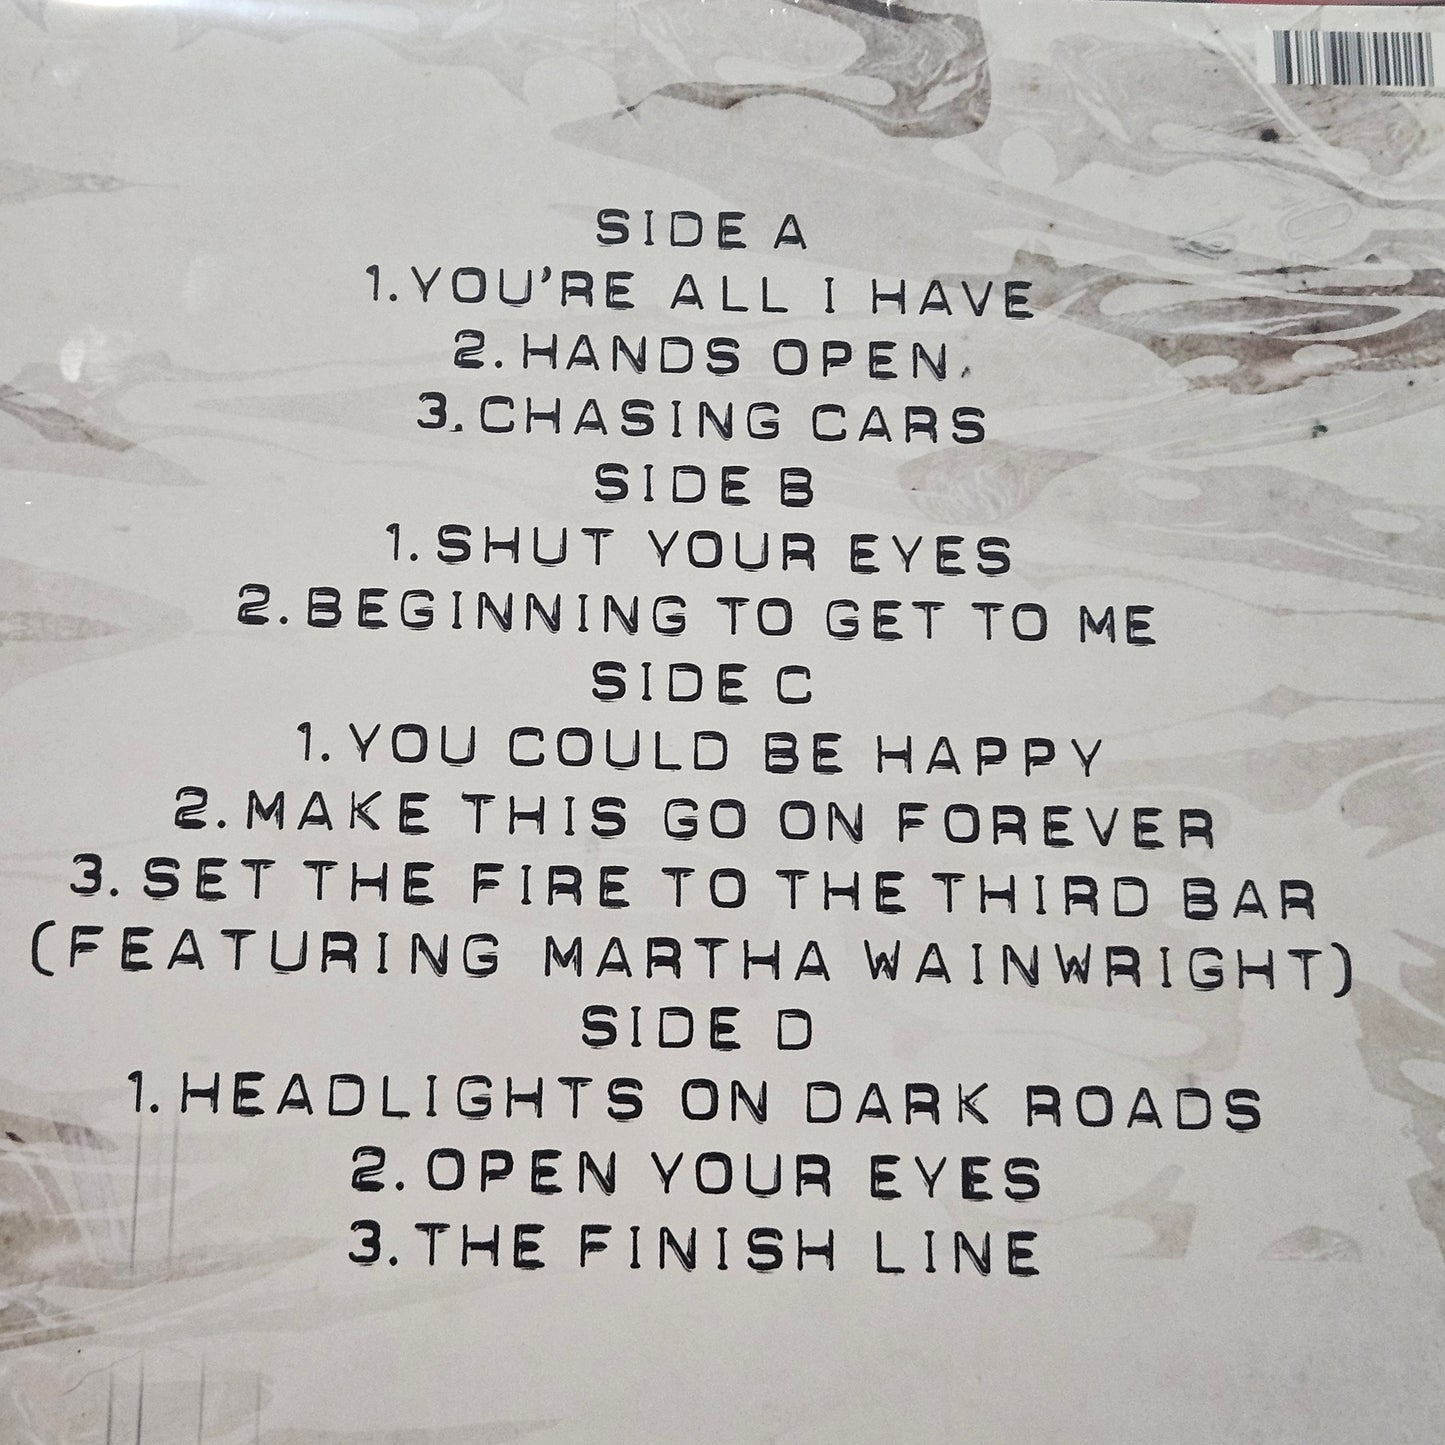 SIDE A
1. YOU'RE ALL I HAVE
2. HANDS OPEN
3. CHASING CARS
SIDE B
1. SHUT YOUR EYES
2. BEGINNING TO GET TO ME
SIDE C
1. YOU COULD BE HAPPY
2. MAKE THIS GO ON FOREVER
3. SET THE FIRE TO THE THIRD BAR
(FEATURING MARTHA WAINWRIGHT)
SIDE D
1. HEADLIGHTS ON DARK ROADS
2. OPEN YOUR EYES
3. THE FINISH LINE